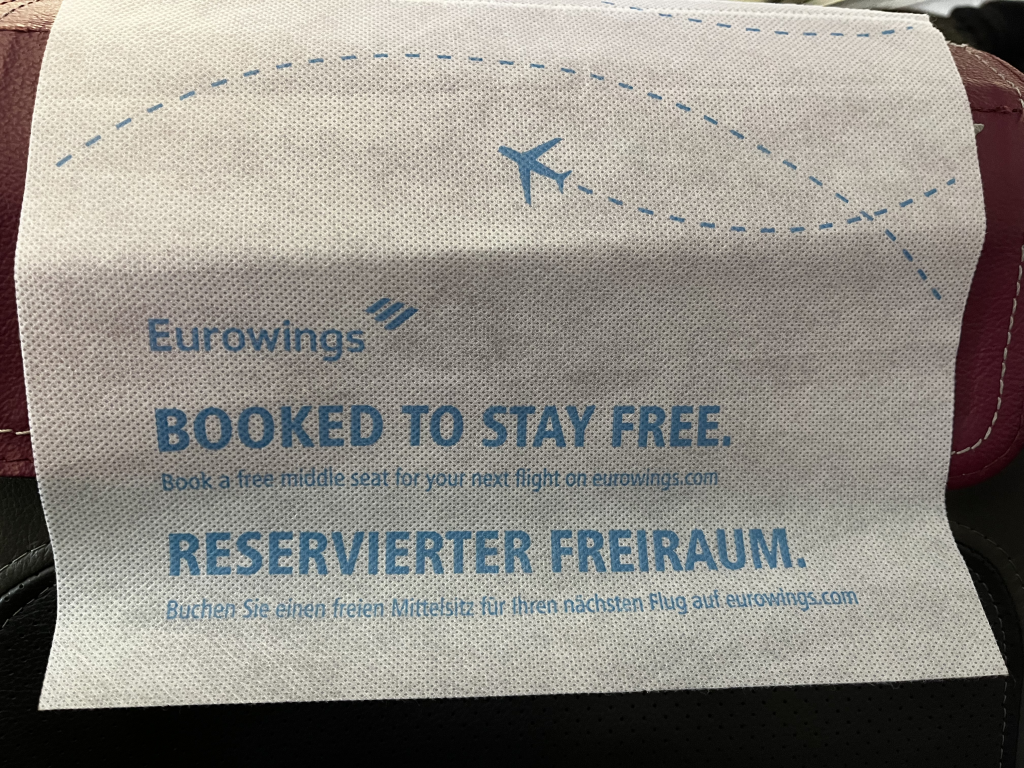 Eurowings
BOOKED TO STAY FREE.
Book a free middle seat for your next flight on eurowings.com
RESERVIERTER FREIRAUM.
Buchen Sie einen freien Mittelsitz für Ihren nächsten Flug auf eurowings.com